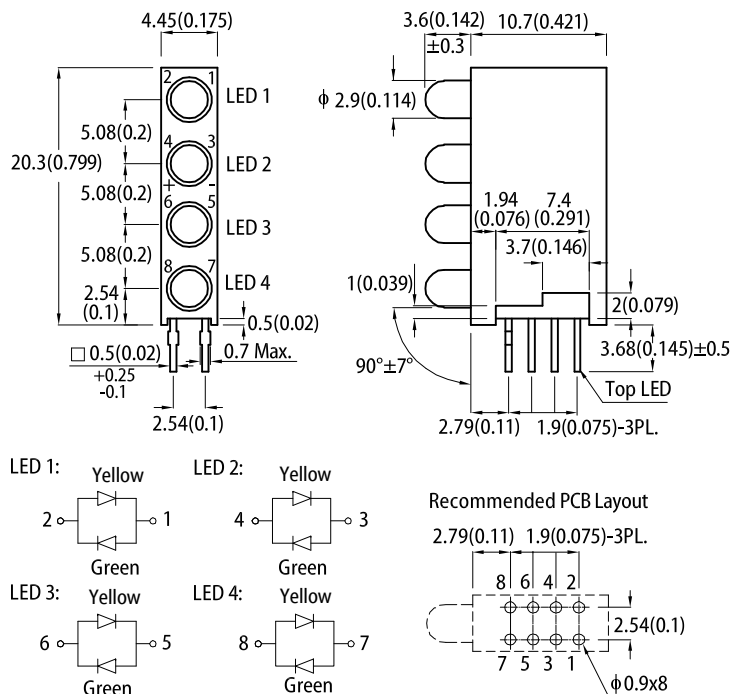 4.45(0.175)
3.6(0.142)
±0.3
10.7(0.421)
2 1
LED 1
ϕ 2.9(0.114)
5.08(0.2)
4 3
LED 2
20.3(0.799)
+ -
5.08(0.2)
6 5
LED 3
1.94
(0.076)
7.4
(0.291)
3.7(0.146)
5.08(0.2)
8 7
LED 4
2.54
(0.1)
1(0.039)
2(0.079)
0.5(0.02)
□ 0.5(0.02)
+0.25
-0.1
0.7 Max.
90°±7°
3.68(0.145)±0.5
Top LED
2.54(0.1)
2.79(0.11)
1.9(0.075)-3PL.
LED 1:
Yellow
2 1
Green
LED 2:
Yellow
4 3
Green
Recommended PCB Layout
2.79(0.11)
1.9(0.075)-3PL.
8 6 4 2
2.54(0.1)
7 5 3 1
ϕ0.9x8
LED 3:
Yellow
6 5
Green
LED 4:
Yellow
8 7
Green